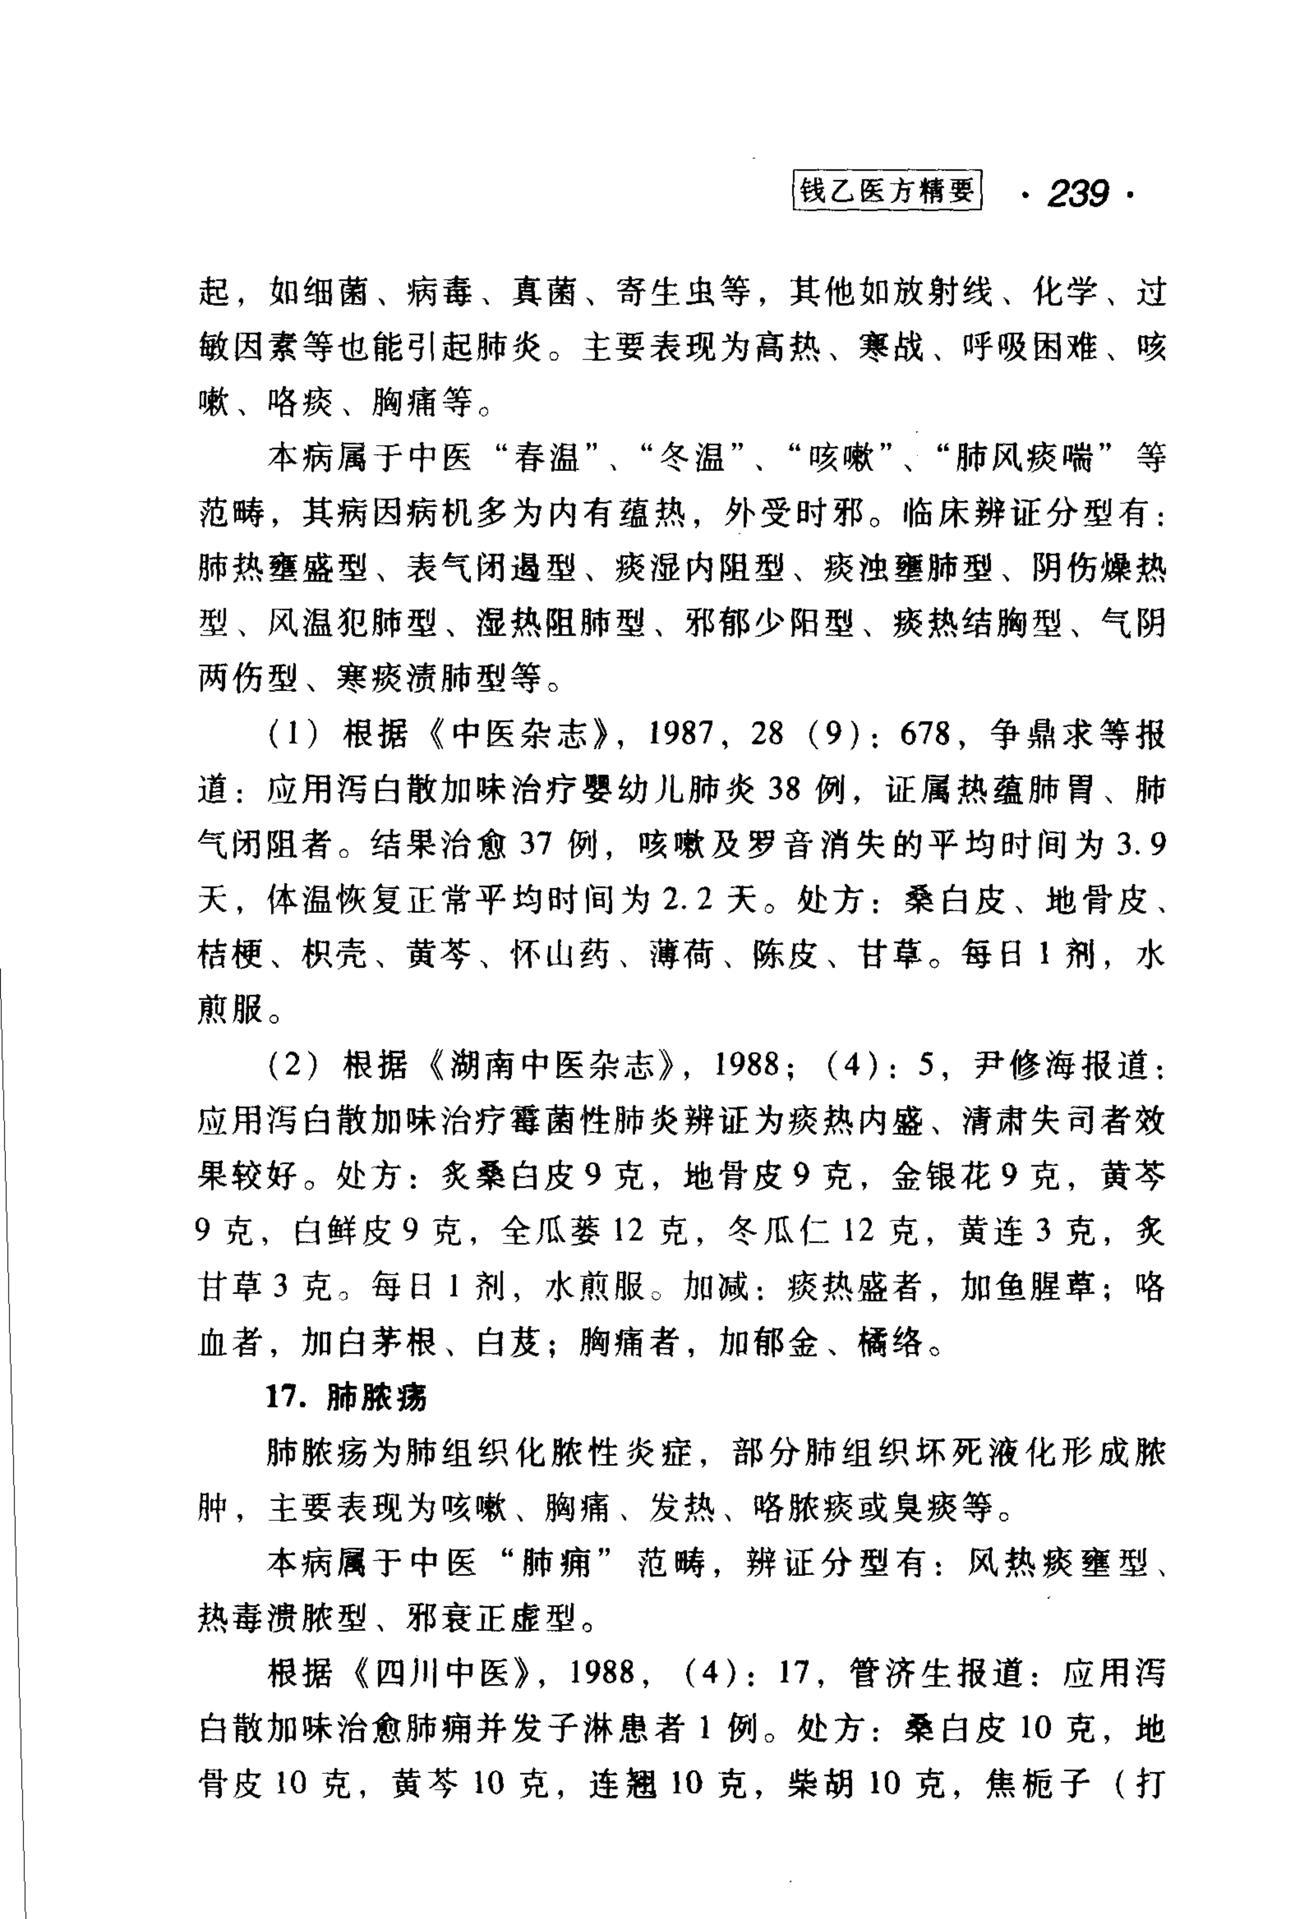 钱乙医方精要 · 239 ·
起，如细菌、病毒、真菌、寄生虫等，其他如放射线、化学、过
敏因素等也能引起肺炎。主要表现为高热、寒战、呼吸困难、咳
嗽、咯痰、胸痛等。
本病属于中医“春温”、“冬温”、“咳嗽”、“肺风痰喘”等
范畴，其病因病机多为内有蕴热，外受时邪。临床辨证分型有：
肺热壅盛型、表气闭遏型、痰湿内阻型、痰浊壅肺型、阴伤燥热
型、风温犯肺型、湿热阻肺型、邪郁少阳型、痰热结胸型、气阴
两伤型、寒痰渍肺型等。
（1）根据《中医杂志》，1987，28（9）：678，争鼎求等报
道：应用泻白散加味治疗婴幼儿肺炎 38 例，证属热蕴肺胃、肺
气闭阻者。结果治愈 37 例，咳嗽及罗音消失的平均时间为 3.9
天，体温恢复正常平均时间为 2.2 天。处方：桑白皮、地骨皮、
桔梗、枳壳、黄芩、怀山药、薄荷、陈皮、甘草。每日 1 剂，水
煎服。
（2）根据《湖南中医杂志》，1988；（4）：5，尹修海报道：
应用泻白散加味治疗霉菌性肺炎辨证为痰热内盛、清肃失司者效
果较好。处方：炙桑白皮 9 克，地骨皮 9 克，金银花 9 克，黄芩
9 克，白鲜皮 9 克，全瓜蒌 12 克，冬瓜仁 12 克，黄连 3 克，炙
甘草 3 克。每日 1 剂，水煎服。加减：痰热盛者，加鱼腥草；咯
血者，加白茅根、白芨；胸痛者，加郁金、橘络。
17. 肺脓疡
肺脓疡为肺组织化脓性炎症，部分肺组织坏死液化形成脓
肿，主要表现为咳嗽、胸痛、发热、咯脓痰或臭痰等。
本病属于中医“肺痈”范畴，辨证分型有：风热痰壅型、
热毒溃脓型、邪衰正虚型。
根据《四川中医》，1988，（4）：17，管济生报道：应用泻
白散加味治愈肺痈并发子淋患者 1 例。处方：桑白皮 10 克，地
骨皮 10 克，黄芩 10 克，连翘 10 克，柴胡 10 克，焦栀子（打